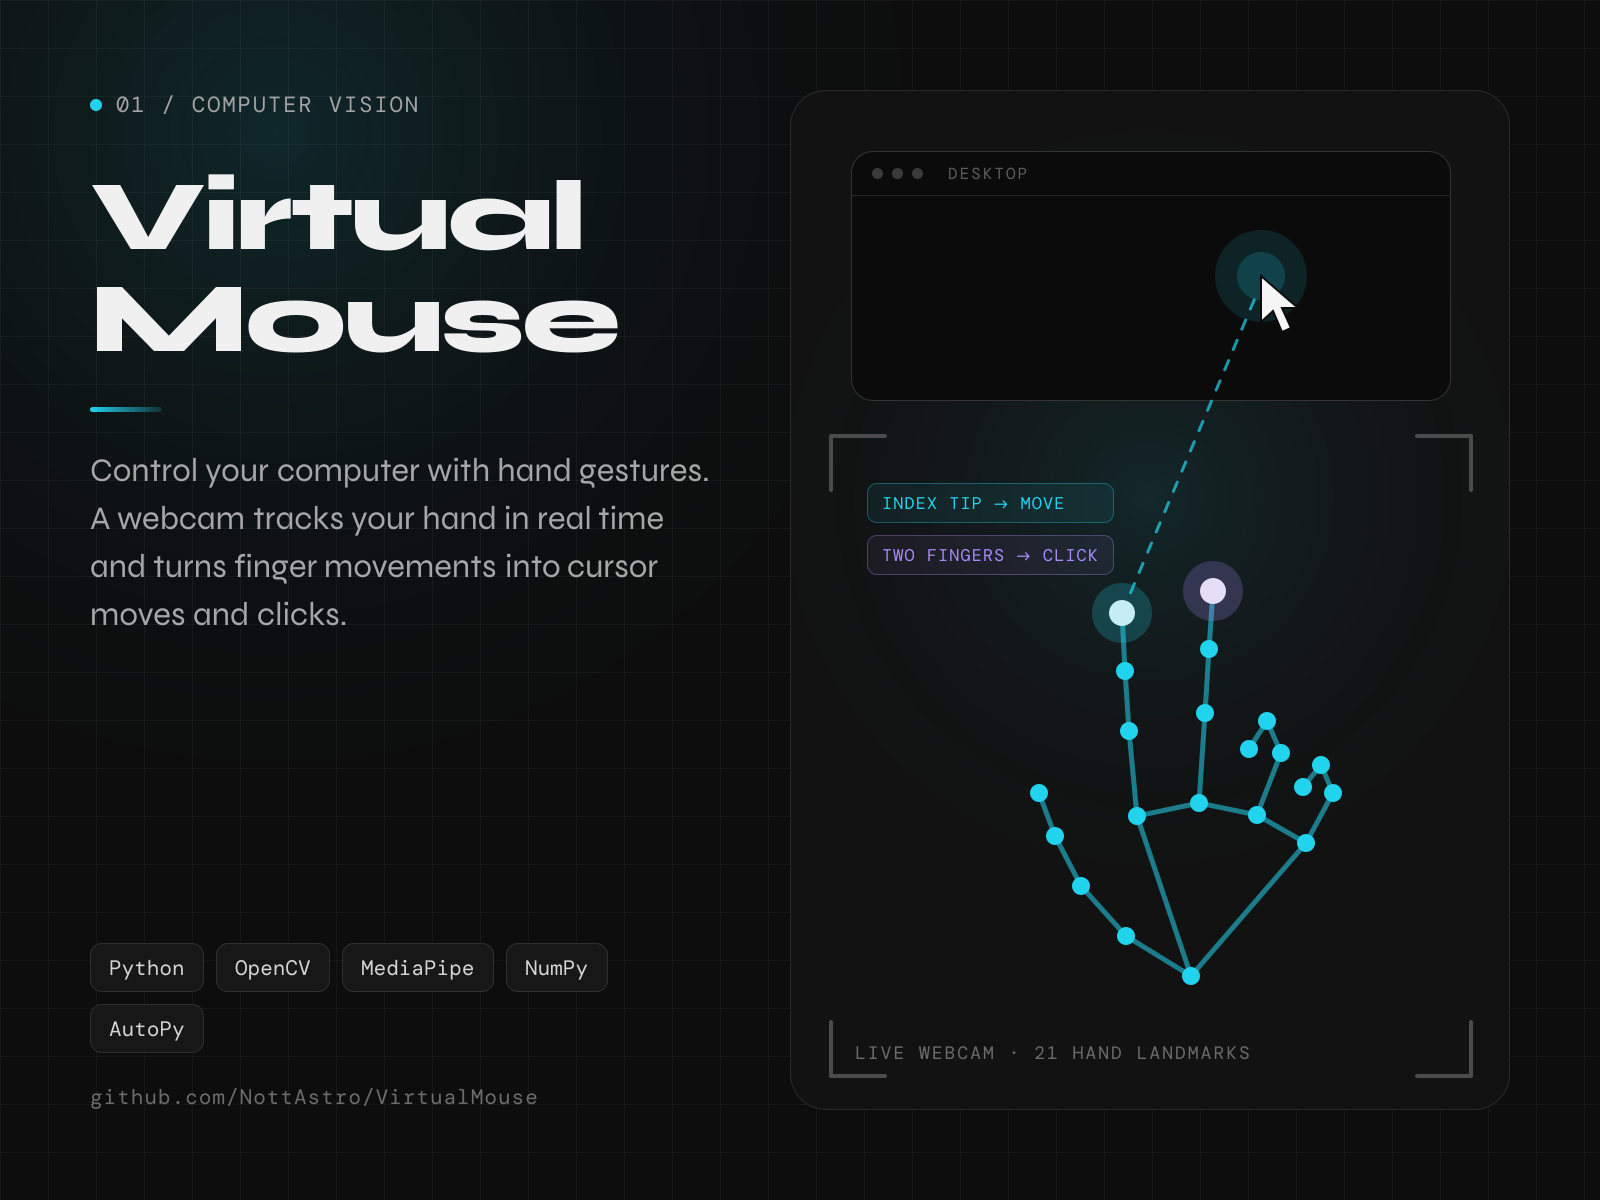 01 / COMPUTER VISION
Virtual
Mouse
Control your computer with hand gestures.
A webcam tracks your hand in real time
and turns finger movements into cursor
moves and clicks.
Python OpenCV MediaPipe NumPy
AutoPy
github.com/NottAstro/VirtualMouse
DESKTOP
INDEX TIP → MOVE
TWO FINGERS → CLICK
LIVE WEBCAM · 21 HAND LANDMARKS